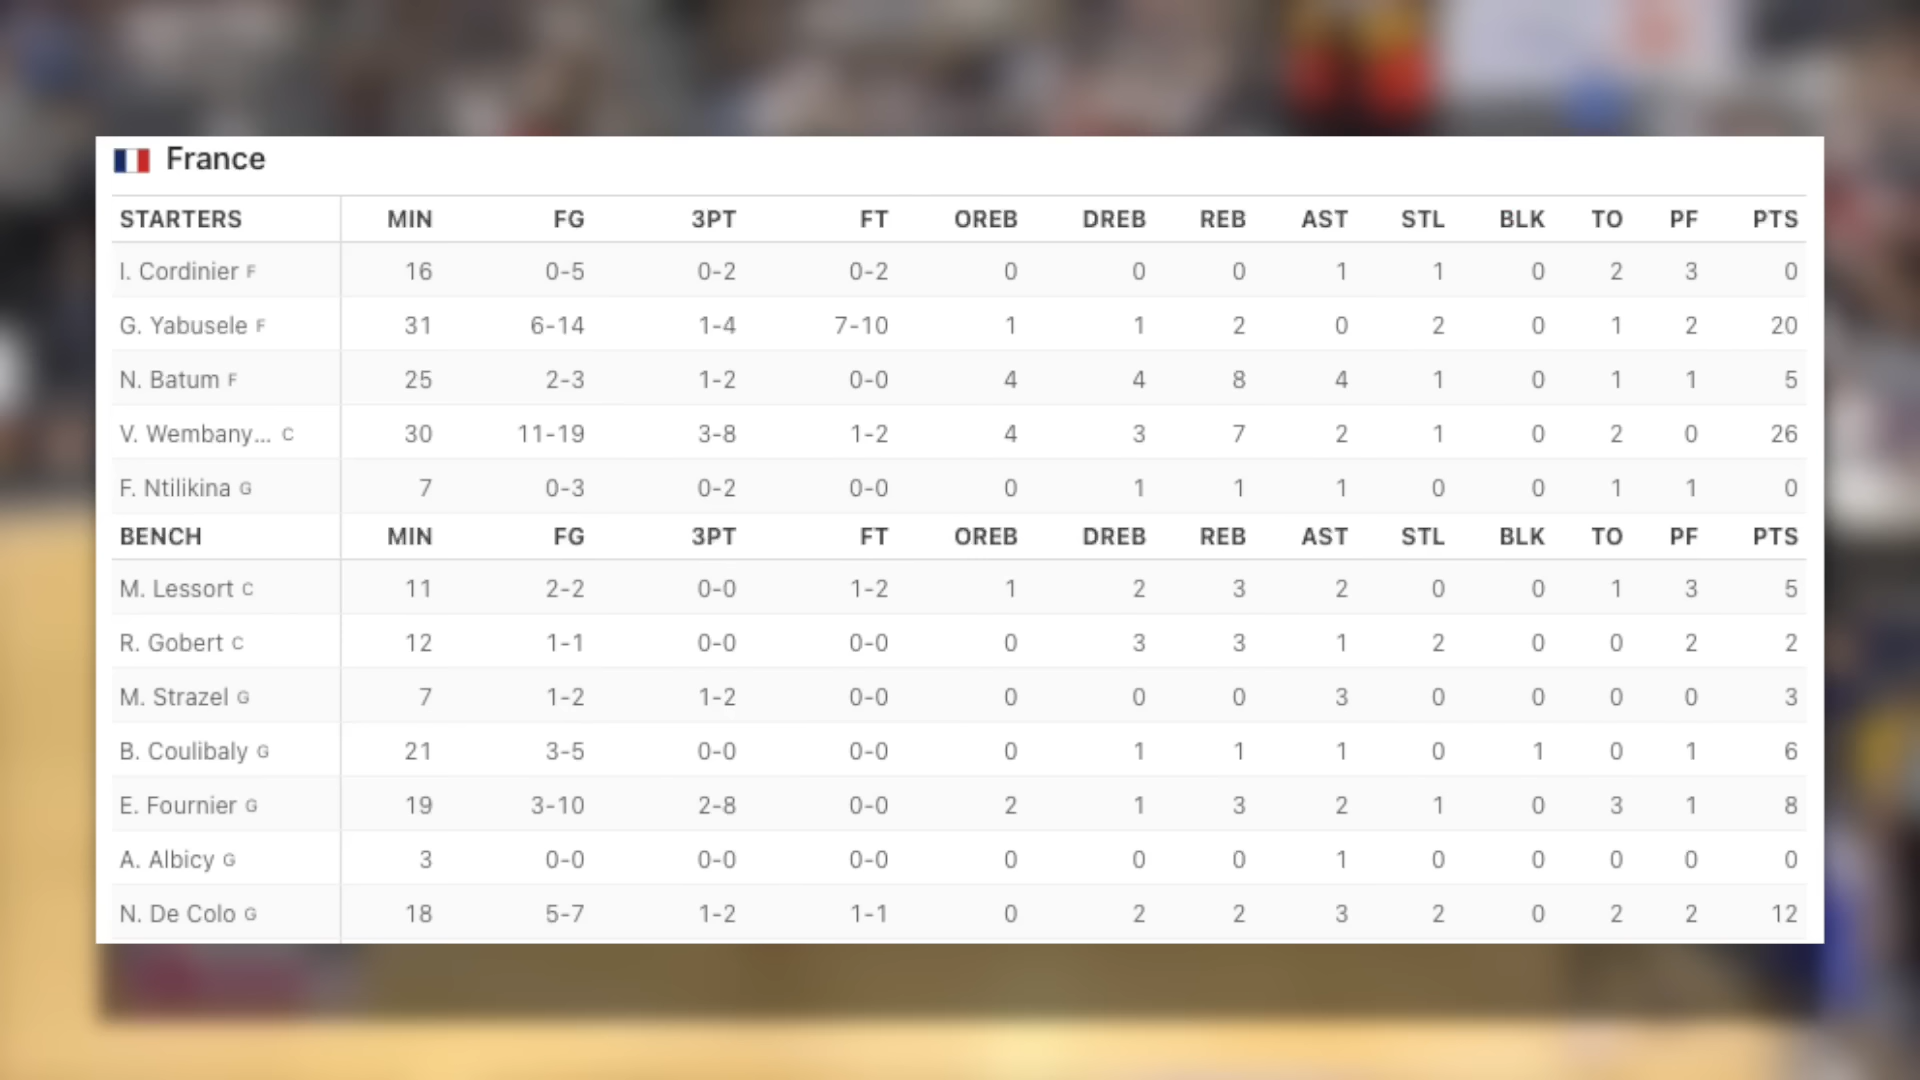 France
STARTERS MIN FG 3PT FT OREB DREB REB AST STL BLK TO PF PTS
I. Cordinier F 16 0-5 0-2 0-2 0 0 0 1 1 0 2 3 0
G. Yabusele F 31 6-14 1-4 7-10 1 1 2 0 2 0 1 2 20
N. Batum F 25 2-3 1-2 0-0 4 4 8 4 1 0 1 1 5
V. Wembany... C 30 11-19 3-8 1-2 4 3 7 2 1 0 2 0 26
F. Ntilikina G 7 0-3 0-2 0-0 0 1 1 1 0 0 1 1 0
BENCH MIN FG 3PT FT OREB DREB REB AST STL BLK TO PF PTS
M. Lessort C 11 2-2 0-0 1-2 1 2 3 2 0 0 1 3 5
R. Gobert C 12 1-1 0-0 0-0 0 3 3 1 2 0 0 2 2
M. Strazel G 7 1-2 1-2 0-0 0 0 0 3 0 0 0 0 3
B. Coulibaly G 21 3-5 0-0 0-0 0 1 1 1 0 1 0 1 6
E. Fournier G 19 3-10 2-8 0-0 2 1 3 2 1 0 3 1 8
A. Albicy G 3 0-0 0-0 0-0 0 0 0 1 0 0 0 0 0
N. De Colo G 18 5-7 1-2 1-1 0 2 2 3 2 0 2 2 12